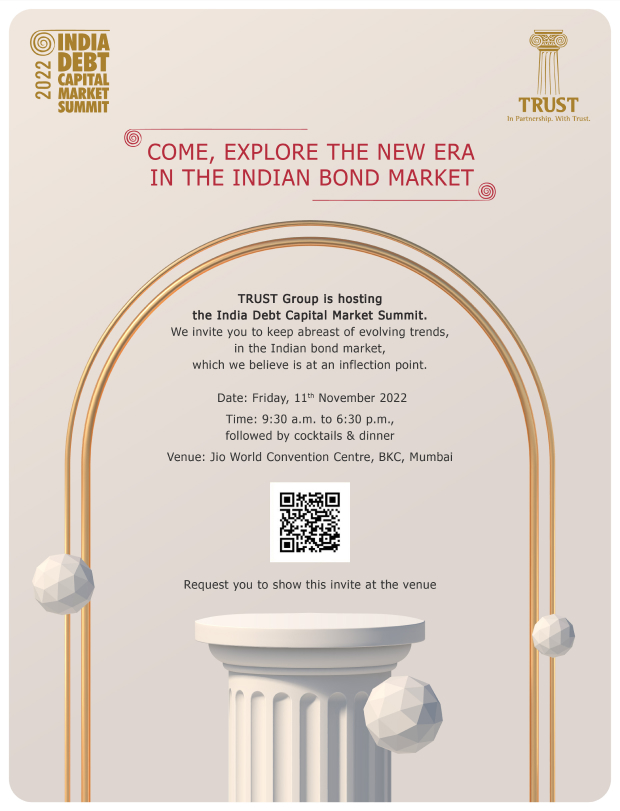 2022
INDIA
DEBT
CAPITAL
MARKET
SUMMIT
TRUST
In Partnership. With Trust.
COME, EXPLORE THE NEW ERA
IN THE INDIAN BOND MARKET
TRUST Group is hosting
the India Debt Capital Market Summit.
We invite you to keep abreast of evolving trends,
in the Indian bond market,
which we believe is at an inflection point.
Date: Friday, 11th November 2022
Time: 9:30 a.m. to 6:30 p.m.,
followed by cocktails & dinner
Venue: Jio World Convention Centre, BKC, Mumbai
Request you to show this invite at the venue